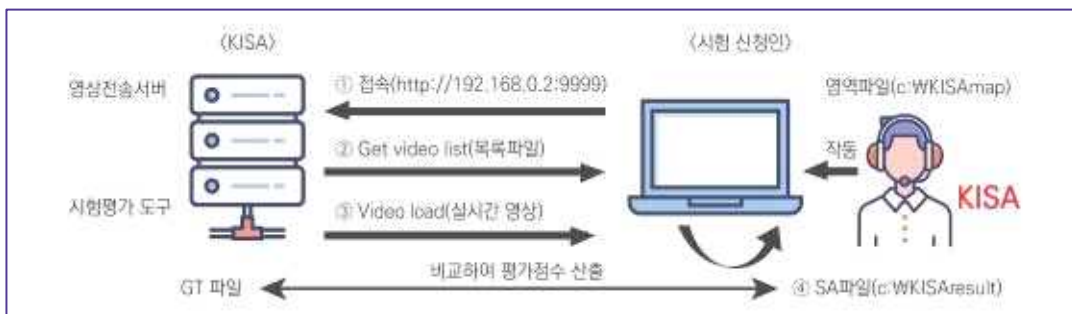 〈KISA〉
〈시험 신청인〉
영상전송서버
① 접속(http://192.168.0.2:9999)
영역파일(c:₩KISAmap)
② Get video list(목록파일)
작동
시험평가 도구
③ Video load(실시간 영상)
KISA
비교하여 평가점수 산출
GT 파일
④ SA파일(c:₩KISAresult)